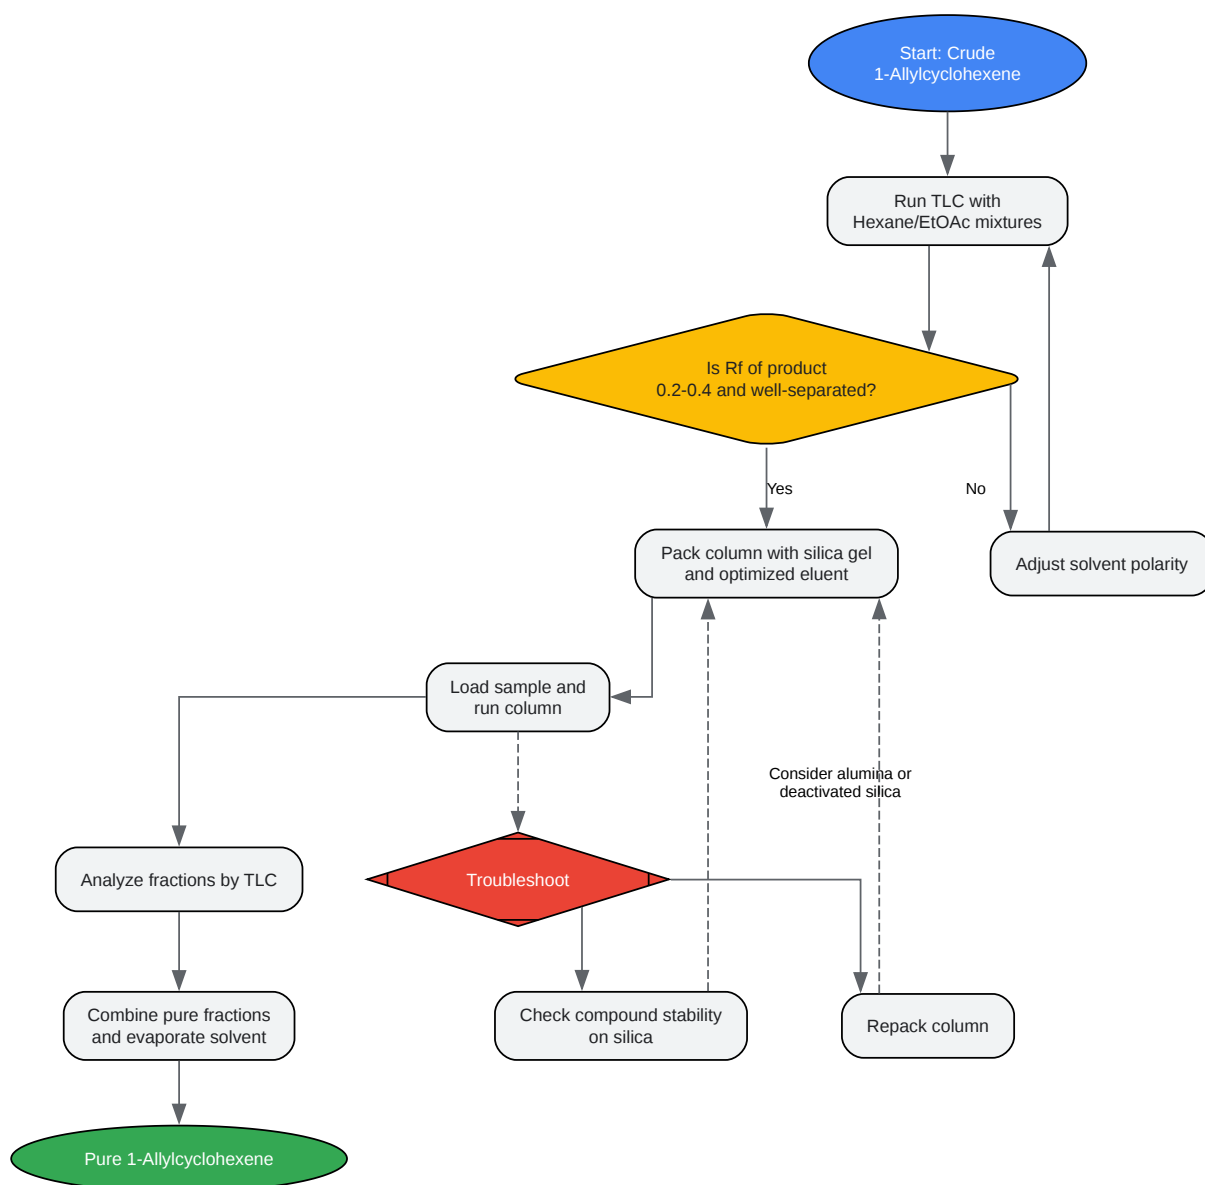 Start: Crude
1-Allylcyclohexene
Run TLC with
Hexane/EtOAc mixtures
Is Rf of product
0.2-0.4 and well-separated?
Yes
No
Pack column with silica gel
and optimized eluent
Adjust solvent polarity
Load sample and
run column
Consider alumina or
deactivated silica
Analyze fractions by TLC
Troubleshoot
Combine pure fractions
and evaporate solvent
Check compound stability
on silica
Repack column
Pure 1-Allylcyclohexene